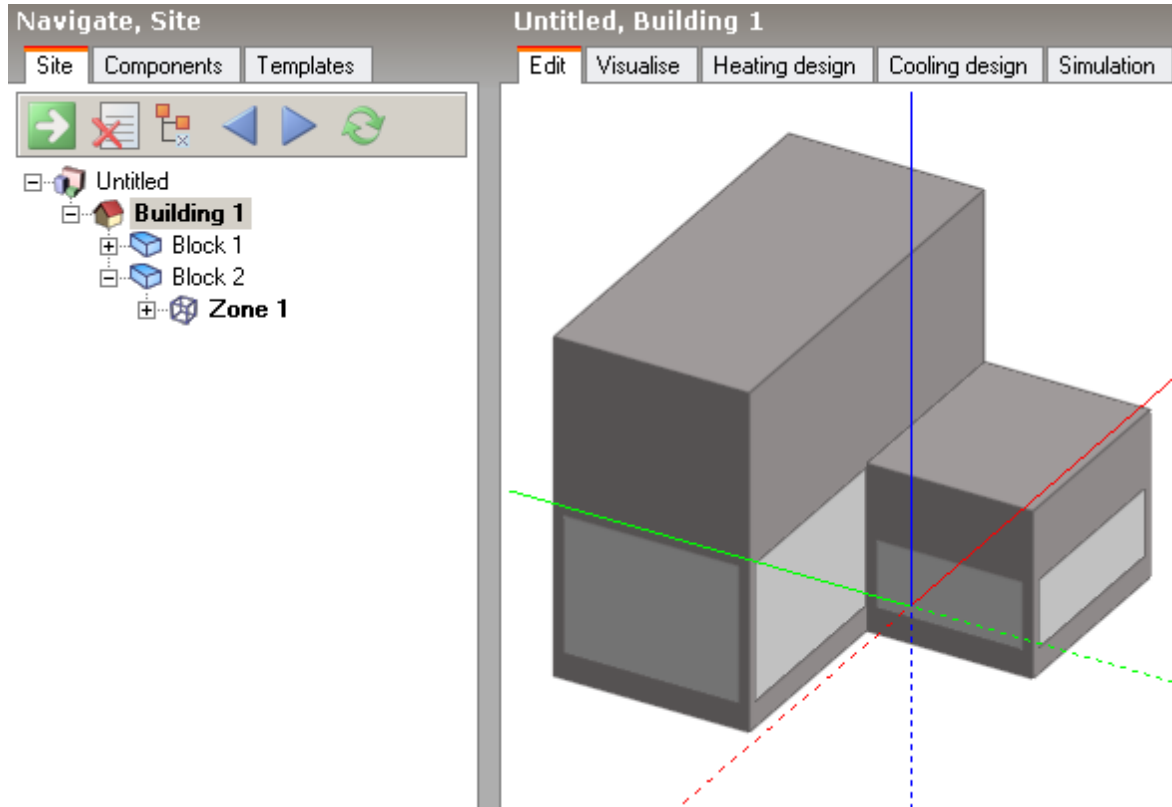 Navigate, Site
Site Components Templates
Untitled
Building 1
Block 1
Block 2
Zone 1
Untitled, Building 1
Edit Visualise Heating design Cooling design Simulation